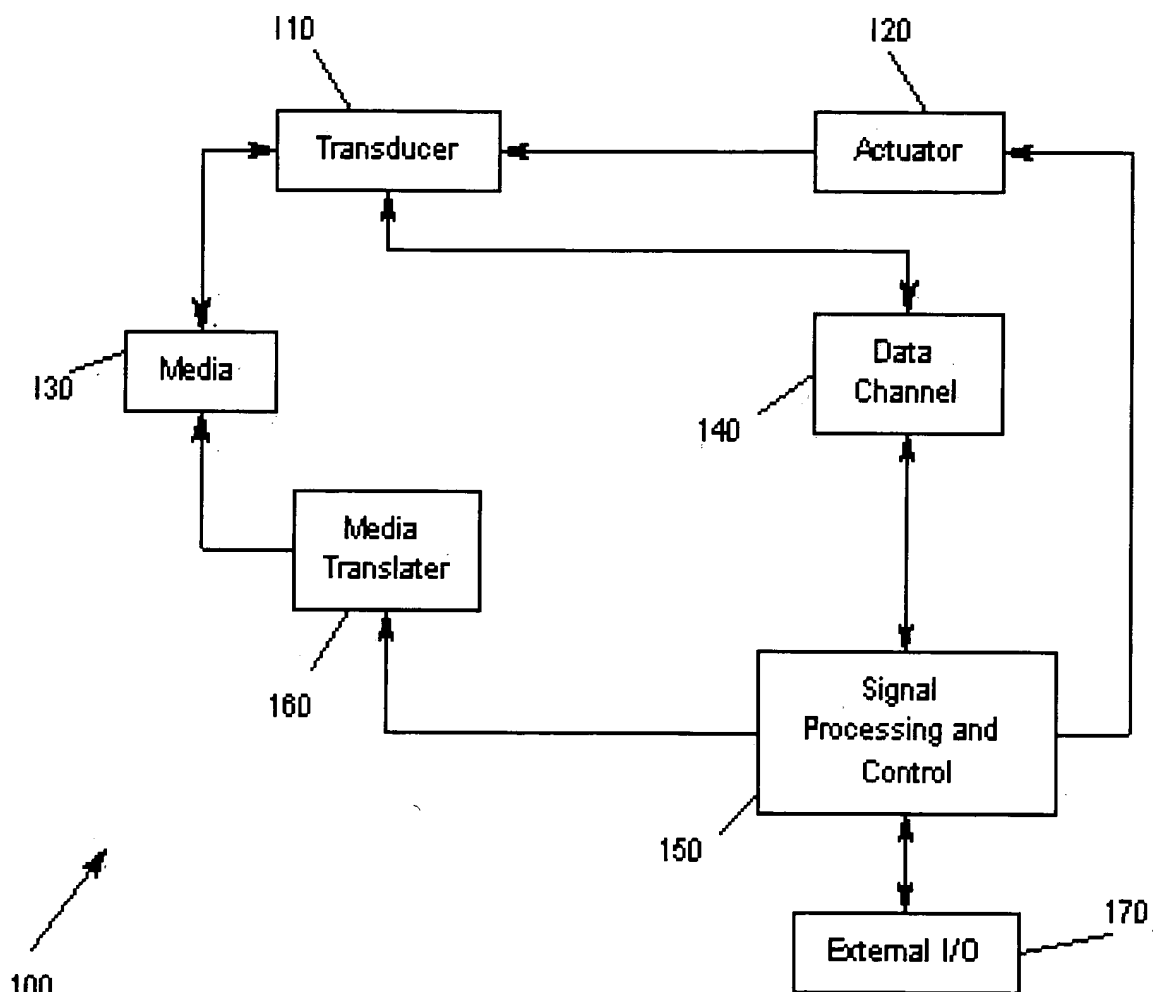 110
120
Transducer
Actuator
Media
130
Data
Channel
140
Media
Translater
160
Signal
Processing and
Control
150
170
External I/O
100